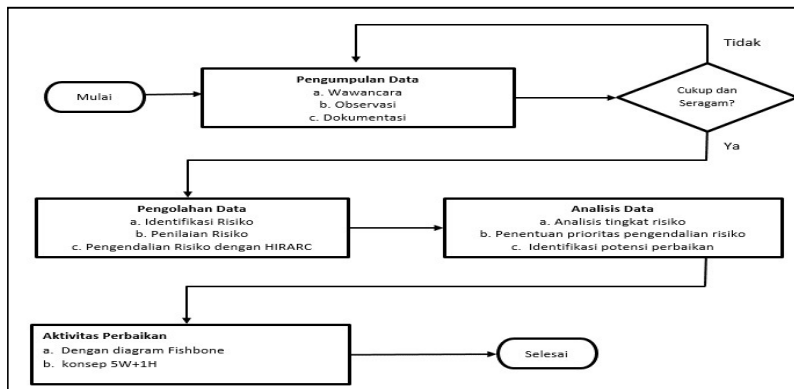 Tidak
Mulai
Pengumpulan Data
a. Wawancara
b. Observasi
c. Dokumentasi
Cukup dan
Seragam?
Ya
Pengolahan Data
a. Identifikasi Risiko
b. Penilaian Risiko
c. Pengendalian Risiko dengan HIRARC
Analisis Data
a. Analisis tingkat risiko
b. Penentuan prioritas pengendalian risiko
c. Identifikasi potensi perbaikan
Aktivitas Perbaikan
a. Dengan diagram Fishbone
b. konsep 5W+1H
Selesai